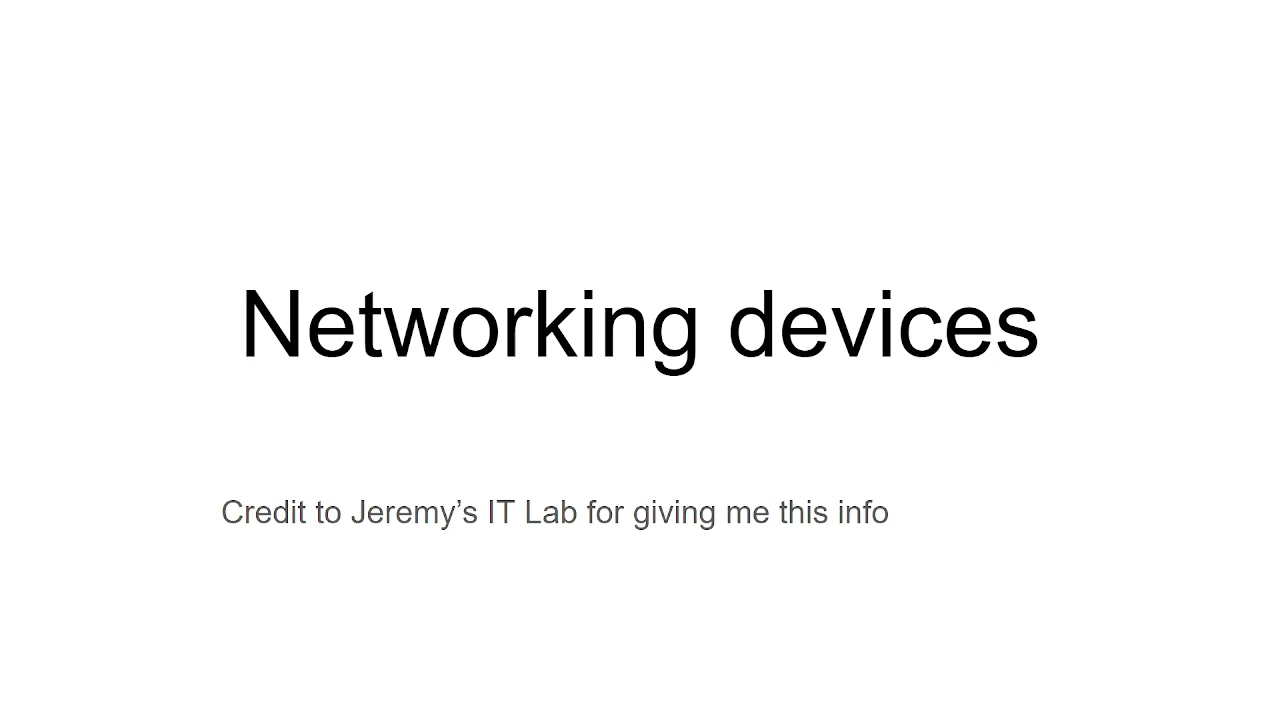 Networking devices
Credit to Jeremy’s IT Lab for giving me this info